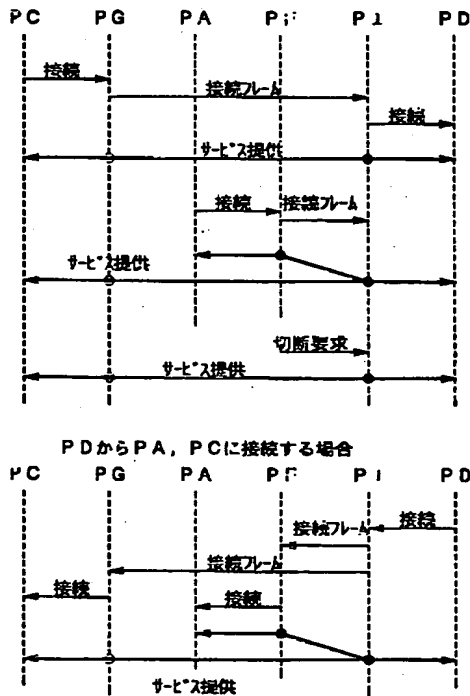 PC PG PA PF PI PD
接続
接続フレーム
接続
サービス提供
接続 接続フレーム
サービス提供
切断要求
サービス提供
PDからPA，PCに接続する場合
PC PG PA PF PI PD
接続
接続フレーム
接続フレーム
接続
接続
サービス提供